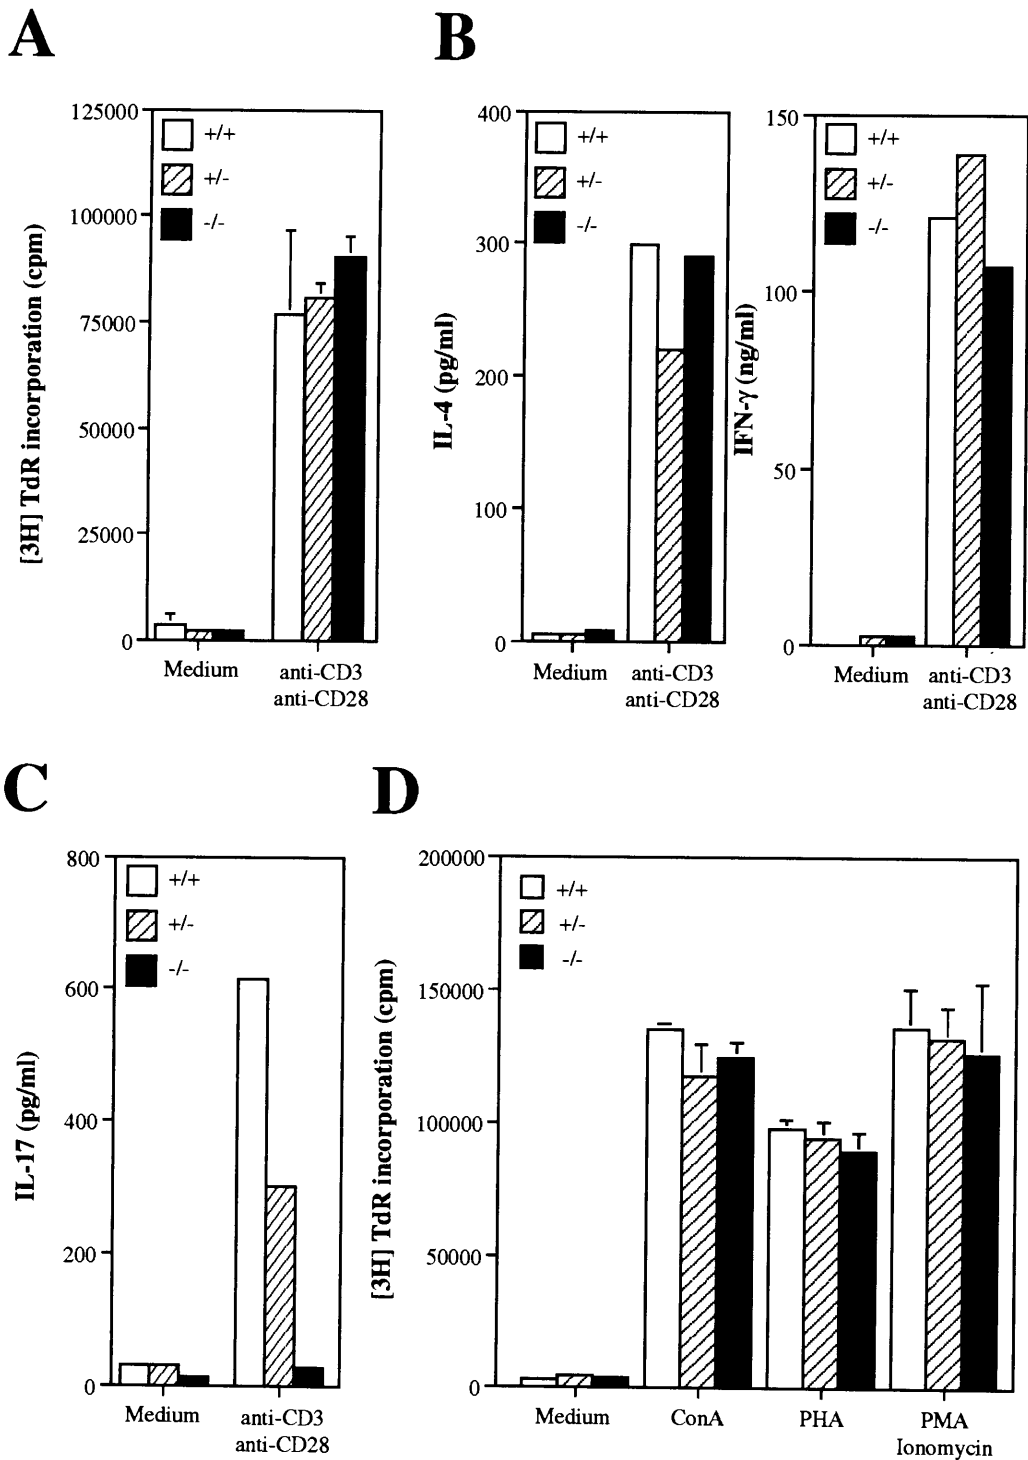 A
[3H] TdR incorporation (cpm)
125000
100000
75000
50000
25000
0
+/+
+/-
-/-
Medium
anti-CD3
anti-CD28
B
IL-4 (pg/ml)
400
300
200
100
0
+/+
+/-
-/-
Medium
anti-CD3
anti-CD28
IFN-γ (ng/ml)
150
100
50
0
+/+
+/-
-/-
Medium
anti-CD3
anti-CD28
C
IL-17 (pg/ml)
800
600
400
200
0
+/+
+/-
-/-
Medium
anti-CD3
anti-CD28
D
[3H] TdR incorporation (cpm)
200000
150000
100000
50000
0
+/+
+/-
-/-
Medium
ConA
PHA
PMA
Ionomycin